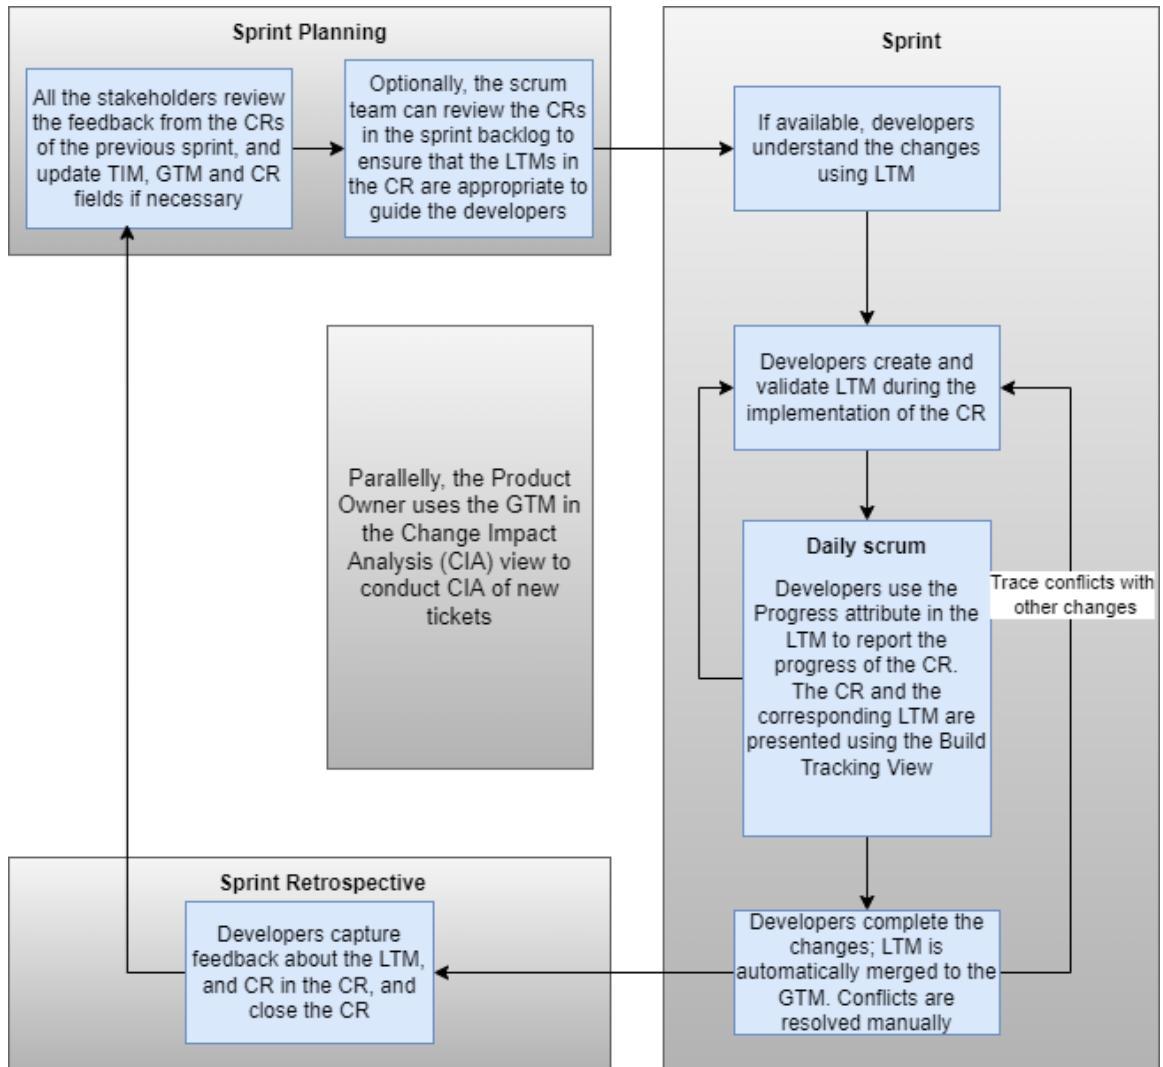 Sprint Planning
All the stakeholders review
the feedback from the CRs
of the previous sprint, and
update TIM, GTM and CR
fields if necessary
Optionally, the scrum
team can review the CRs
in the sprint backlog to
ensure that the LTMs in
the CR are appropriate to
guide the developers
Sprint
If available, developers
understand the changes
using LTM
Developers create and
validate LTM during the
implementation of the CR
Daily scrum
Developers use the
Progress attribute in the
LTM to report the
progress of the CR.
The CR and the
corresponding LTM are
presented using the Build
Tracking View
Trace conflicts with
other changes
Developers complete the
changes; LTM is
automatically merged to the
GTM. Conflicts are
resolved manually
Parallelly, the Product
Owner uses the GTM in
the Change Impact
Analysis (CIA) view to
conduct CIA of new
tickets
Sprint Retrospective
Developers capture
feedback about the LTM,
and CR in the CR, and
close the CR